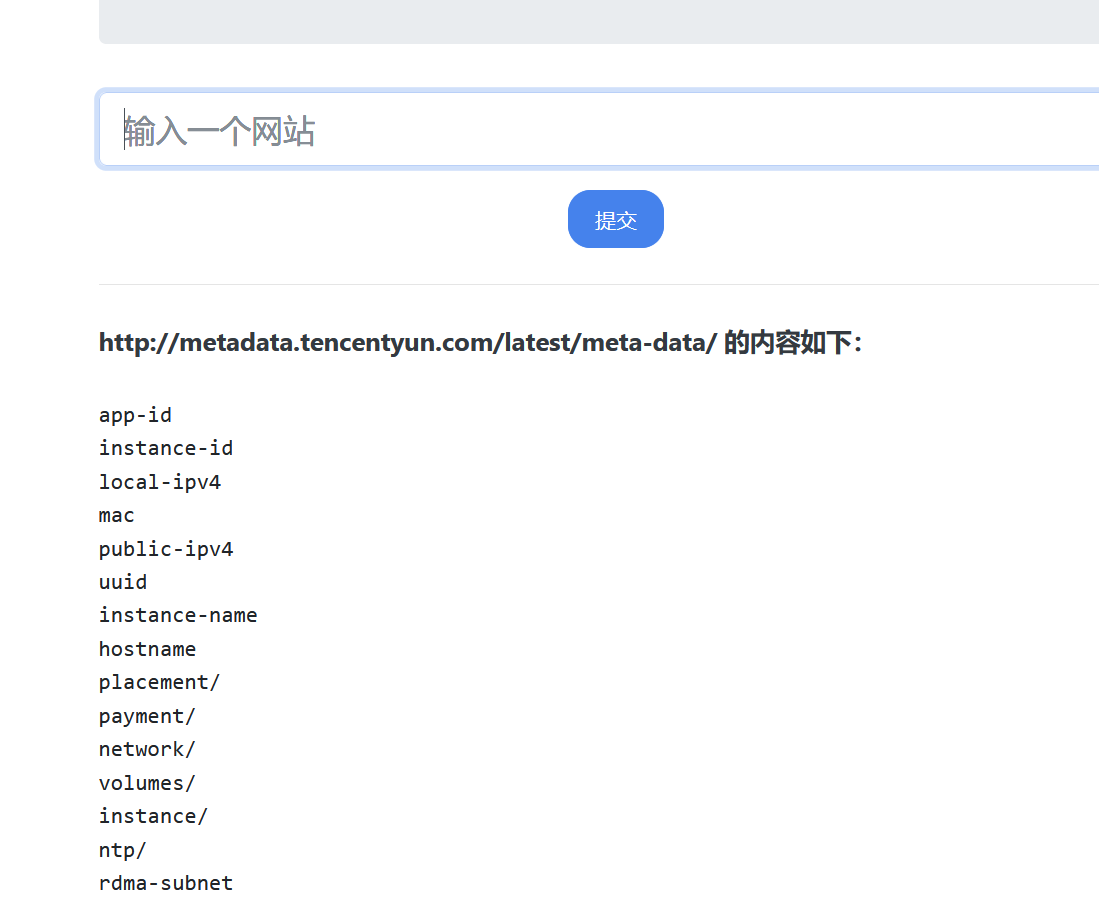 输入一个网站
提交
http://metadata.tencentyun.com/latest/meta-data/ 的内容如下：
app-id
instance-id
local-ipv4
mac
public-ipv4
uuid
instance-name
hostname
placement/
payment/
network/
volumes/
instance/
ntp/
rdma-subnet